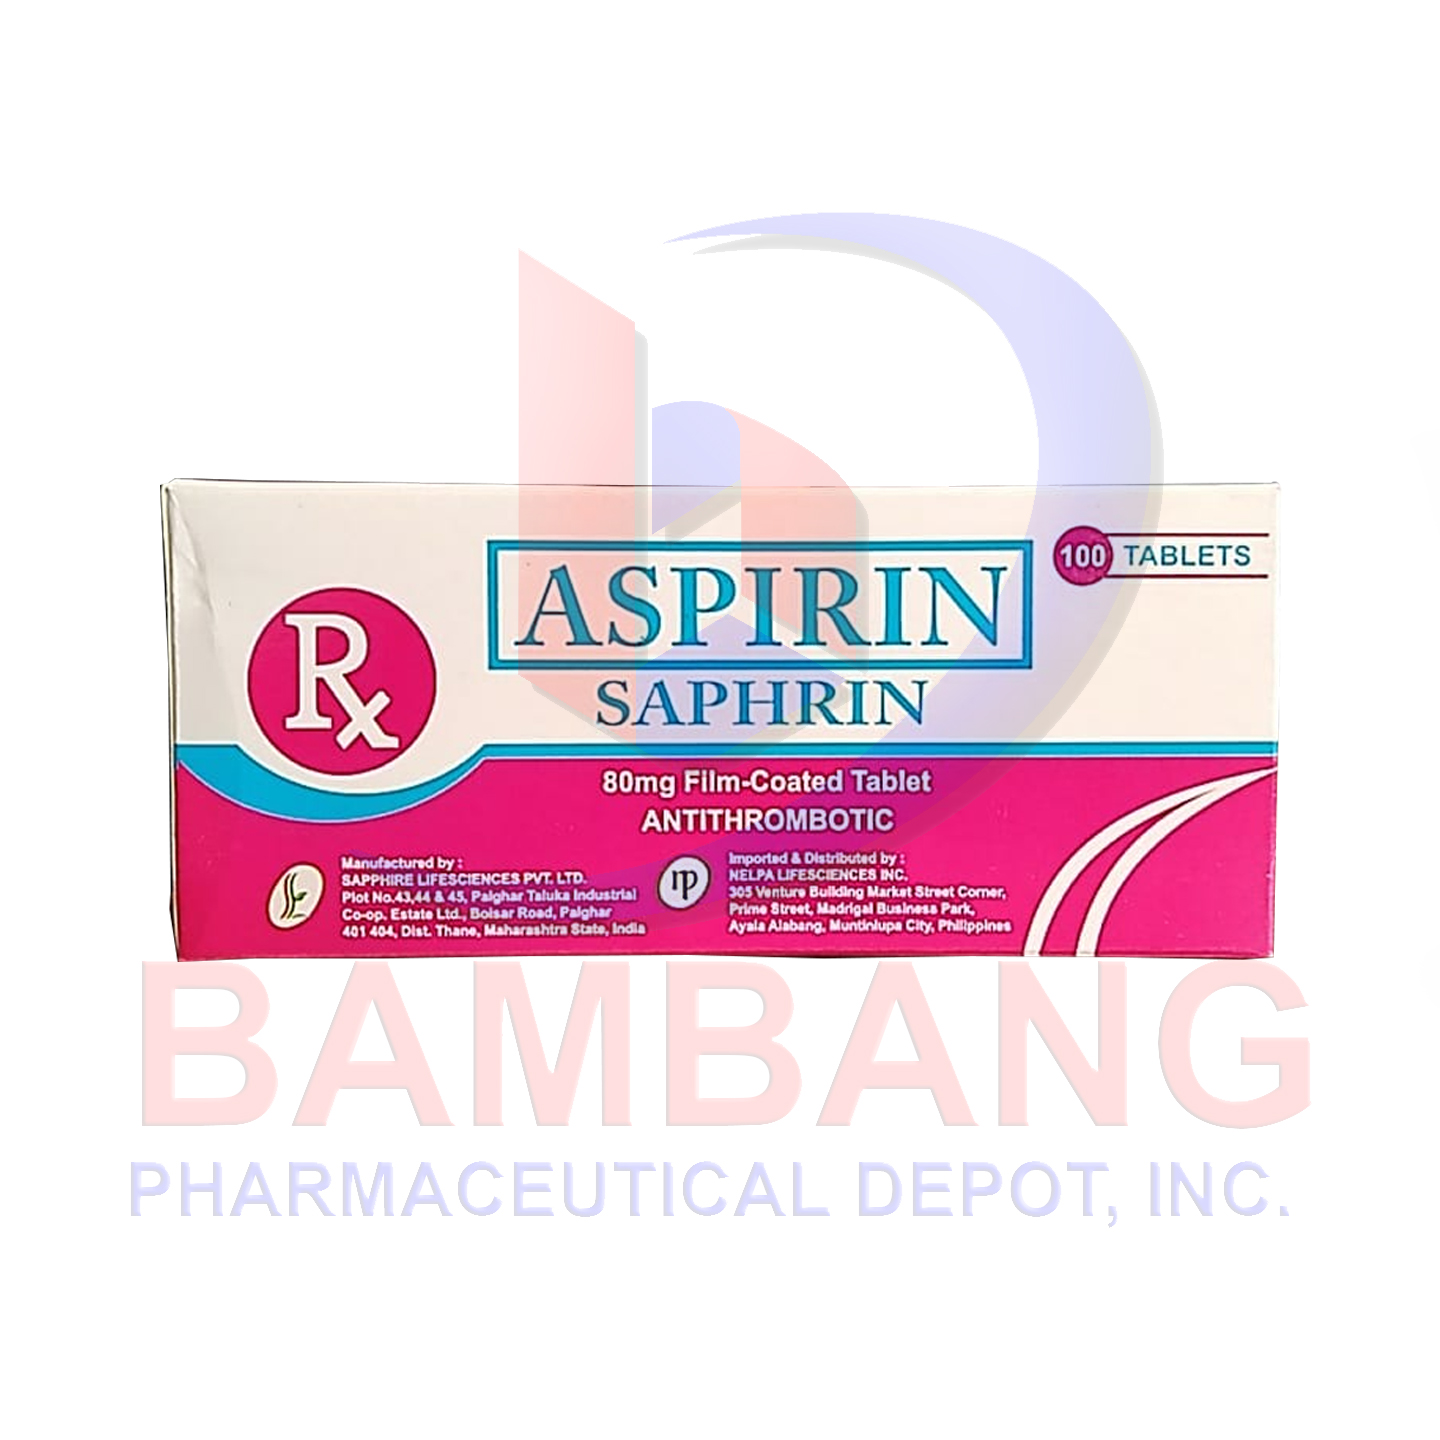 100 TABLETS
Rx
ASPIRIN
SAPHRIN
80mg Film-Coated Tablet
ANTITHROMBOTIC
Manufactured by :
SAPPHIRE LIFESCIENCES PVT. LTD.
Plot No.43,44 & 45, Palghar Taluka Industrial
Co-op. Estate Ltd., Boisar Road, Palghar
401 404, Dist. Thane, Maharashtra State, India
Imported & Distributed by :
NELPA LIFESCIENCES INC.
305 Venture Building Market Street Corner,
Prime Street, Madrigal Business Park,
Ayala Alabang, Muntinlupa City, Philippines
BAMBANG
PHARMACEUTICAL DEPOT, INC.